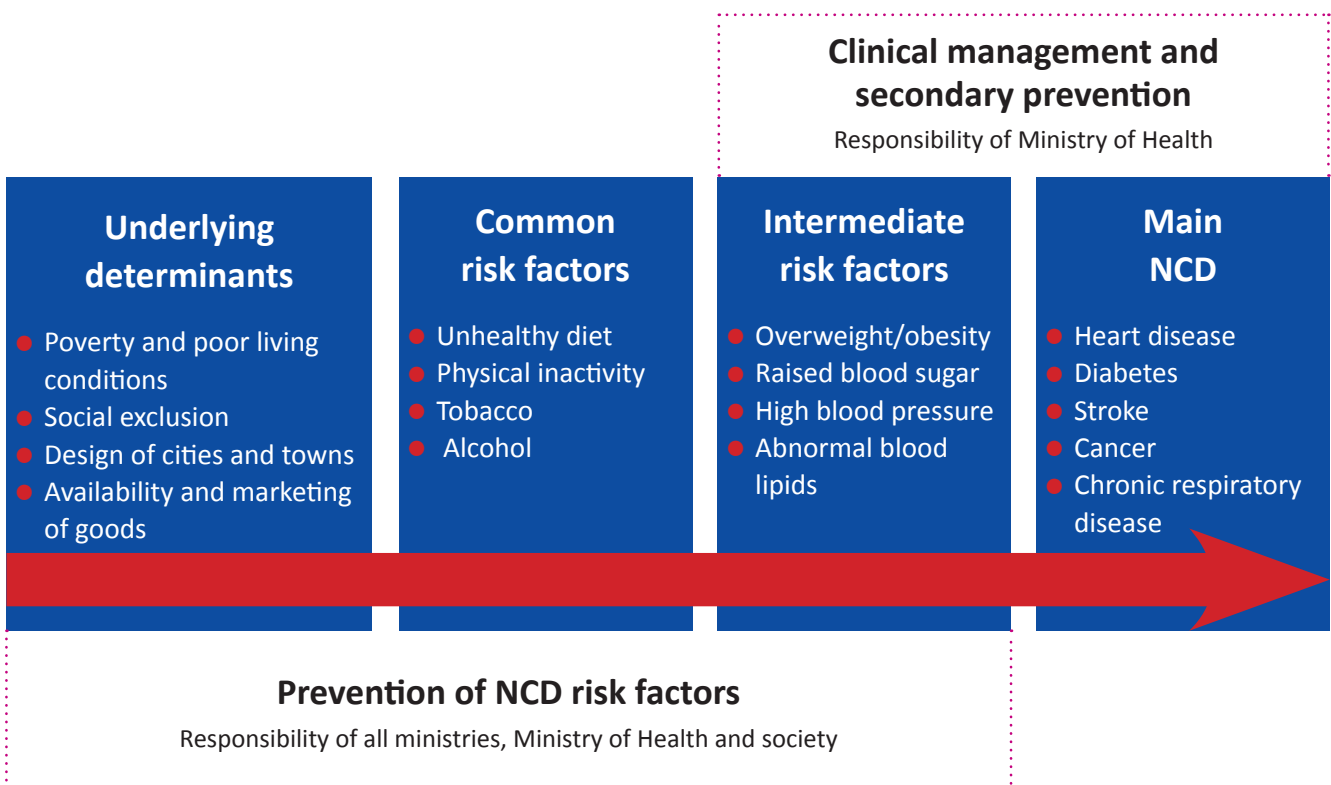 Clinical management and
secondary prevention
Responsibility of Ministry of Health
Underlying
determinants
Poverty and poor living
conditions
Social exclusion
Design of cities and towns
Availability and marketing
of goods
Common
risk factors
Unhealthy diet
Physical inactivity
Tobacco
Alcohol
Intermediate
risk factors
Overweight/obesity
Raised blood sugar
High blood pressure
Abnormal blood
lipids
Main
NCD
Heart disease
Diabetes
Stroke
Cancer
Chronic respiratory
disease
Prevention of NCD risk factors
Responsibility of all ministries, Ministry of Health and society